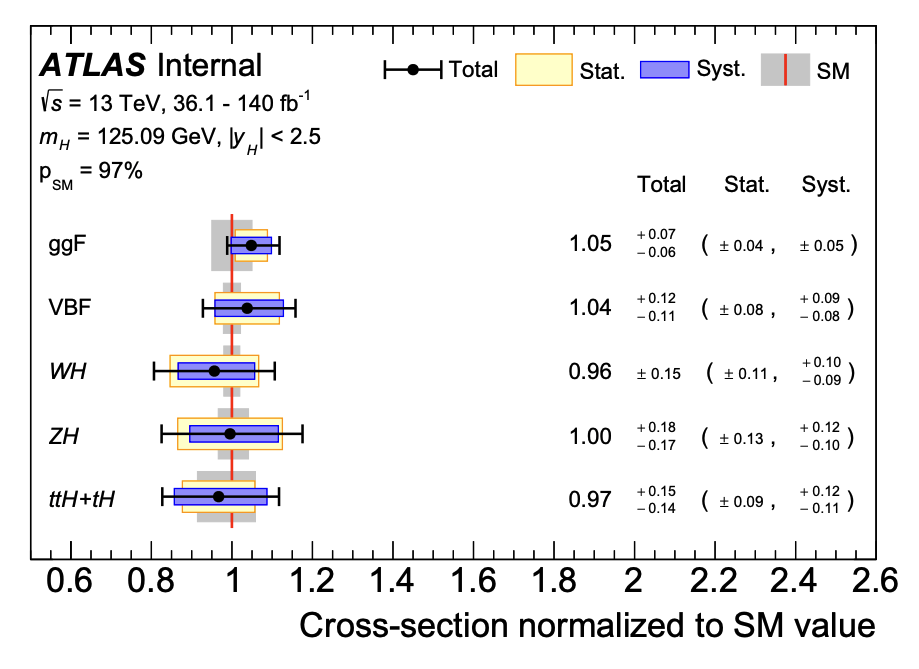 ATLAS Internal Total Stat. Syst. SM
√s = 13 TeV, 36.1 - 140 fb⁻¹
m_H = 125.09 GeV, |y_H| < 2.5
p_SM = 97%
Total Stat. Syst.
ggF 1.05 +0.07 −0.06 ( ± 0.04 , ± 0.05 )
VBF 1.04 +0.12 −0.11 ( ± 0.08 , +0.09 −0.08 )
WH 0.96 ± 0.15 ( ± 0.11 , +0.10 −0.09 )
ZH 1.00 +0.18 −0.17 ( ± 0.13 , +0.12 −0.10 )
ttH+tH 0.97 +0.15 −0.14 ( ± 0.09 , +0.12 −0.11 )
0.6 0.8 1 1.2 1.4 1.6 1.8 2 2.2 2.4 2.6
Cross-section normalized to SM value